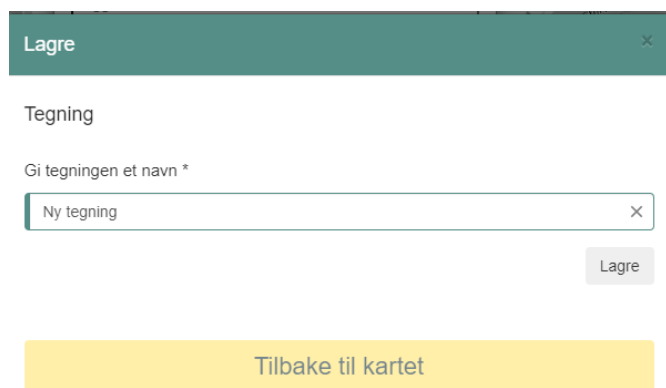 Lagre
Tegning
Gi tegningen et navn *
Ny tegning
Lagre
Tilbake til kartet